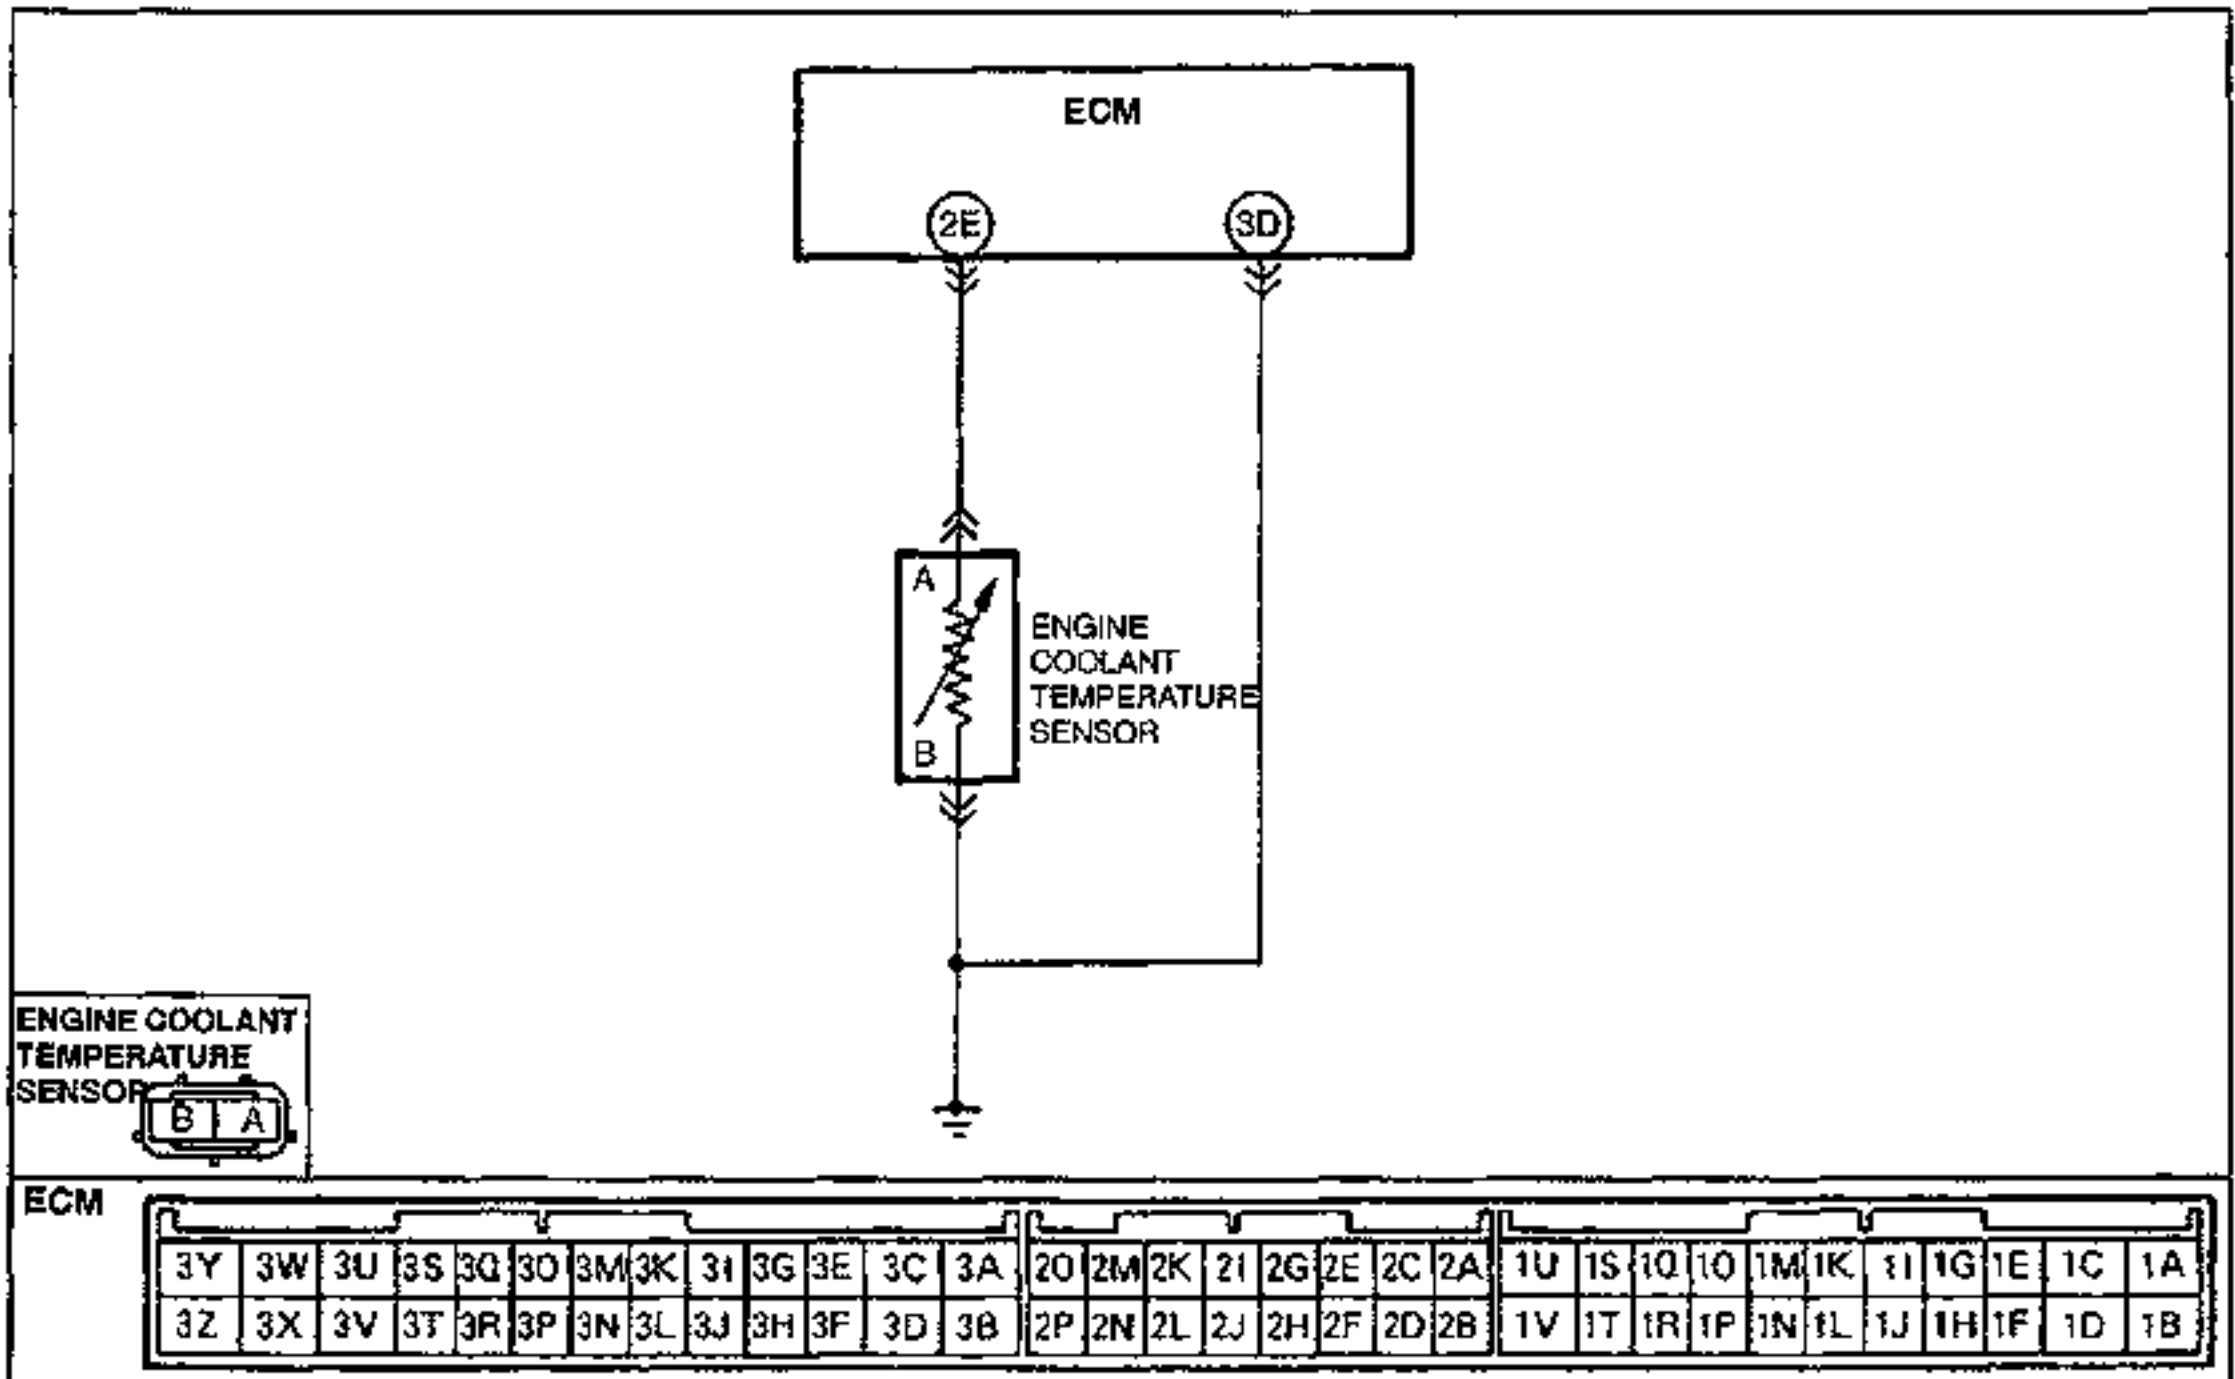 ECM
2E 3D
A
ENGINE
COOLANT
TEMPERATURE
SENSOR
B
ENGINE COOLANT
TEMPERATURE
SENSOR
B A
ECM
3Y 3W 3U 3S 3Q 3O 3M 3K 3I 3G 3E 3C 3A 2O 2M 2K 2I 2G 2E 2C 2A 1U 1S 1Q 1O 1M 1K 1I 1G 1E 1C 1A
3Z 3X 3V 3T 3R 3P 3N 3L 3J 3H 3F 3D 3B 2P 2N 2L 2J 2H 2F 2D 2B 1V 1T 1R 1P 1N 1L 1J 1H 1F 1D 1B